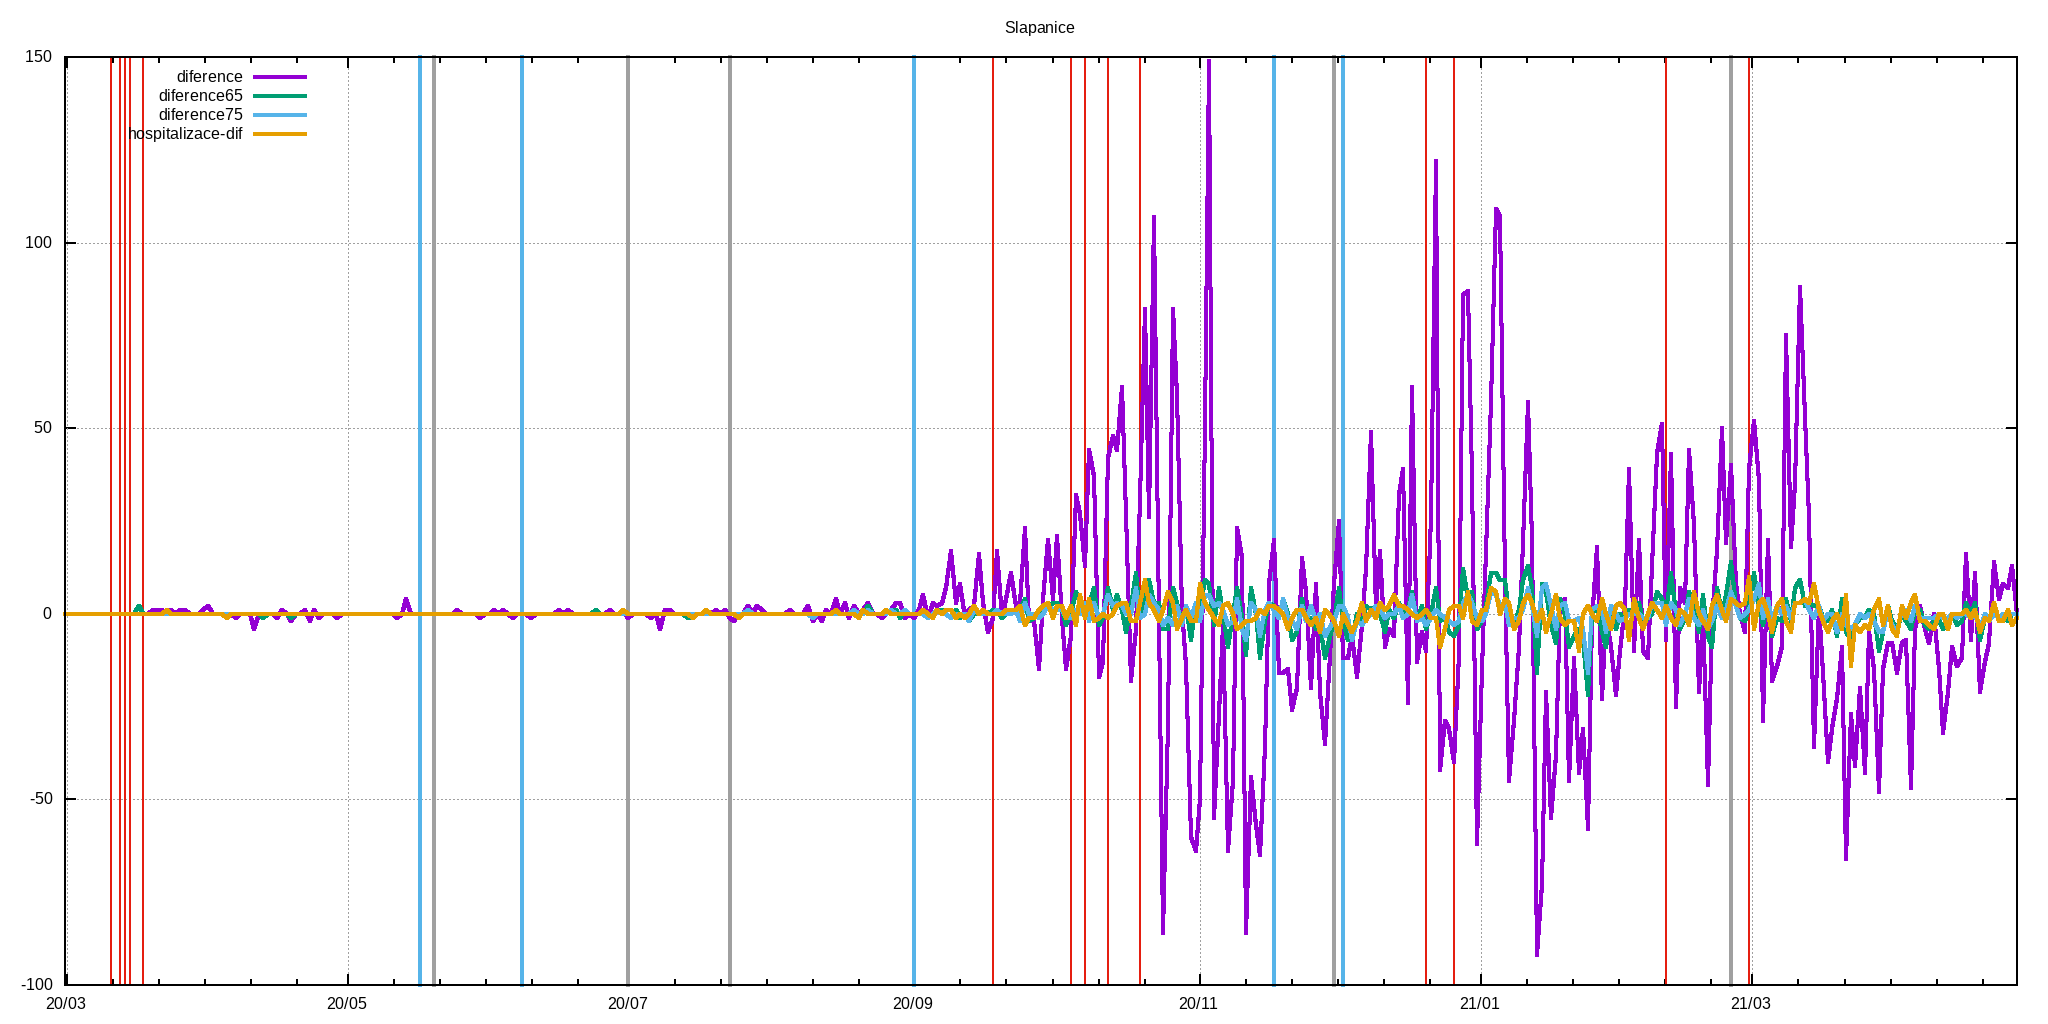 Slapanice
150
diference
diference65
diference75
hospitalizace-dif
100
50
0
-50
-100
20/03 20/05 20/07 20/09 20/11 21/01 21/03